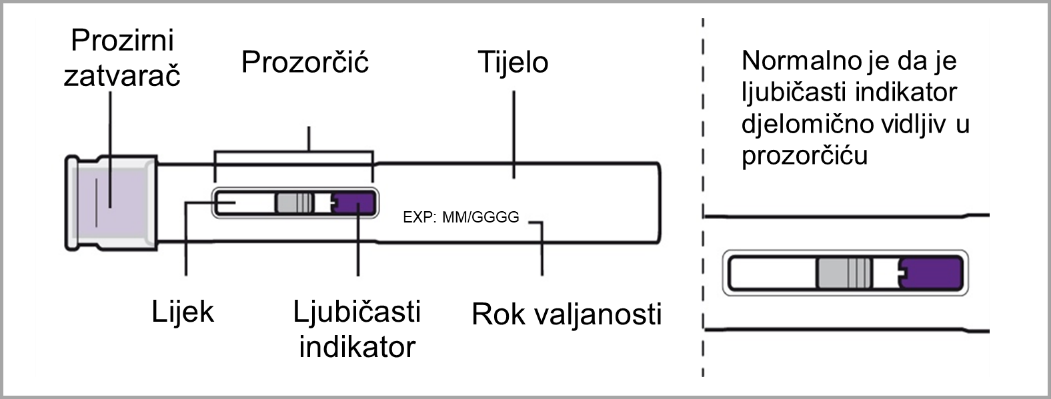 Prozirni
zatvarač
Prozorčić
Tijelo
EXP: MM/GGGG
Lijek
Ljubičasti
indikator
Rok valjanosti
Normalno je da je
ljubičasti indikator
djelomično vidljiv u
prozorčiću